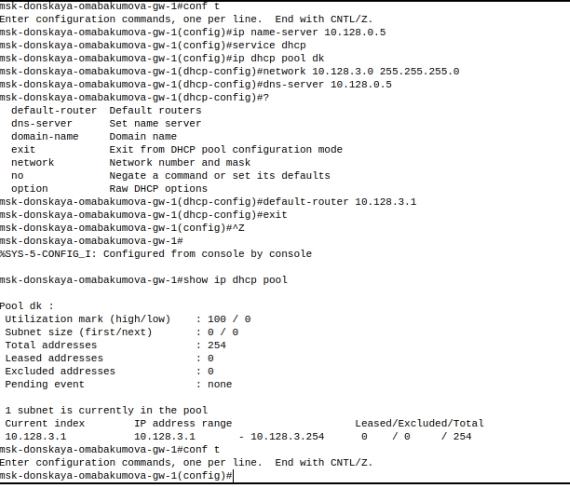 msk-donskaya-omabakumova-gw-1#conf t
Enter configuration commands, one per line.  End with CNTL/Z.
msk-donskaya-omabakumova-gw-1(config)#ip name-server 10.128.0.5
msk-donskaya-omabakumova-gw-1(config)#service dhcp
msk-donskaya-omabakumova-gw-1(config)#ip dhcp pool dk
msk-donskaya-omabakumova-gw-1(dhcp-config)#network 10.128.3.0 255.255.255.0
msk-donskaya-omabakumova-gw-1(dhcp-config)#dns-server 10.128.0.5
msk-donskaya-omabakumova-gw-1(dhcp-config)#?
  default-router  Default routers
  dns-server      Set name server
  domain-name     Domain name
  exit            Exit from DHCP pool configuration mode
  network         Network number and mask
  no              Negate a command or set its defaults
  option          Raw DHCP options
msk-donskaya-omabakumova-gw-1(dhcp-config)#default-router 10.128.3.1
msk-donskaya-omabakumova-gw-1(dhcp-config)#exit
msk-donskaya-omabakumova-gw-1(config)#^Z
msk-donskaya-omabakumova-gw-1#
%SYS-5-CONFIG_I: Configured from console by console
msk-donskaya-omabakumova-gw-1#show ip dhcp pool
Pool dk :
 Utilization mark (high/low)    : 100 / 0
 Subnet size (first/next)       : 0 / 0
 Total addresses                : 254
 Leased addresses               : 0
 Excluded addresses             : 0
 Pending event                  : none
 1 subnet is currently in the pool
 Current index        IP address range                    Leased/Excluded/Total
 10.128.3.1           10.128.3.1       - 10.128.3.254      0    / 0     / 254
msk-donskaya-omabakumova-gw-1#conf t
Enter configuration commands, one per line.  End with CNTL/Z.
msk-donskaya-omabakumova-gw-1(config)#